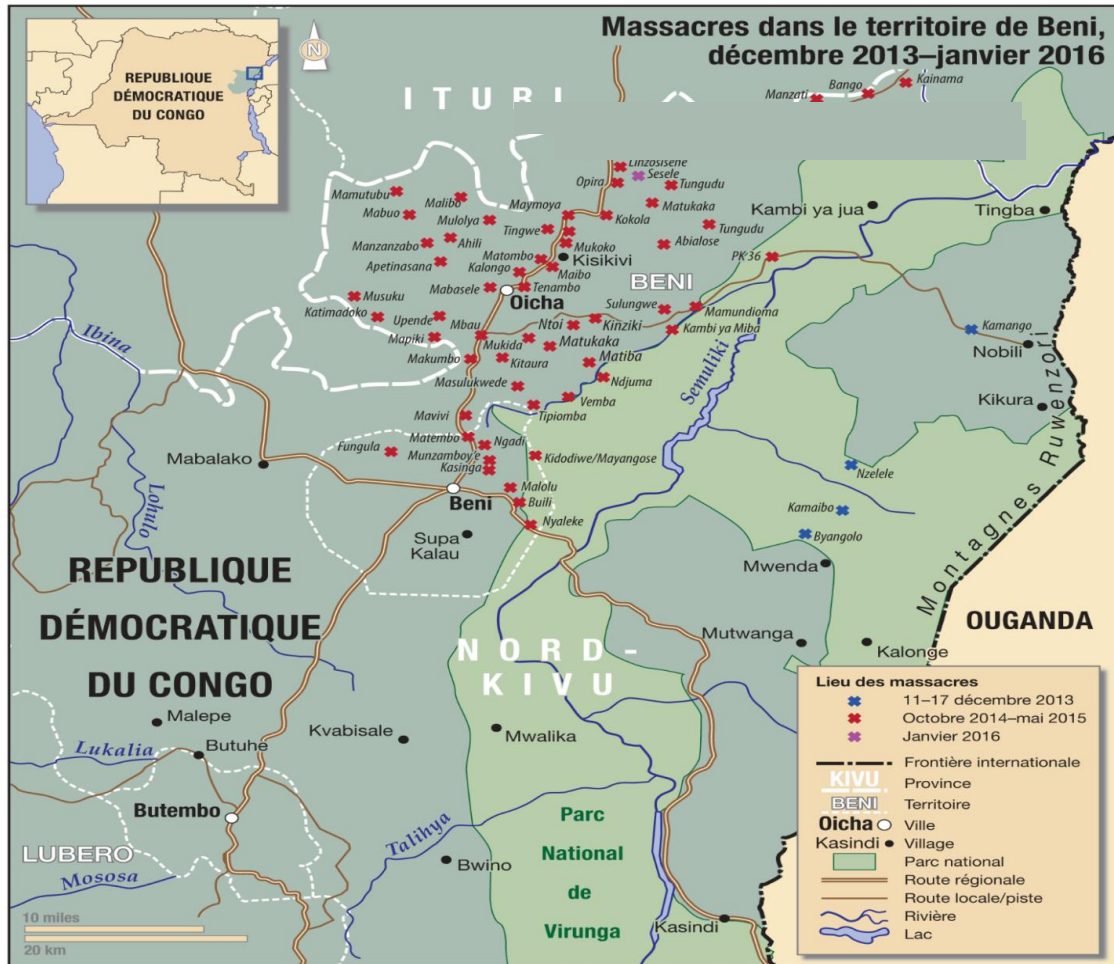 Massacres dans le territoire de Beni,
décembre 2013–janvier 2016
REPUBLIQUE
DÉMOCRATIQUE
DU CONGO
N
ITURI
Kainama
Bango
Manzati
Linzosisene
Sesele
Opira
Tungudu
Mamutubu
Malibo
Matukaka
Mabuo
Mulolya
Maymoya
Kokola
Kambi ya jua
Tingba
Tingwe
Tungudu
Ahili
Manzanzabo
Mukoko
Abialose
Matombo
Kisikivi
PK36
Apetinasana
Kalongo
Maibo
BENI
Mabasele
Tenambo
Oicha
Musuku
Sulungwe
Mamundioma
Katimadoko
Upende
Mbau
Ntoi
Kinziki
Kambi ya Miba
Kamango
Ibina
Mapiki
Mukida
Matukaka
Nobili
Makumbo
Kitaura
Matiba
Semuliki
Masulukwede
Ndjuma
Kikura
Vemba
Mavivi
Tipiomba
Matembo
Ngadi
Fungula
Munzamboye
Kidodiwe/Mayangose
Mabalako
Kasinga
Nzelele
Lohulo
Beni
Malolu
Buili
Kamaibo
Nyaleke
Byangolo
Supa
Kalau
Mwenda
Montagnes Ruwenzori
REPUBLIQUE
DÉMOCRATIQUE
DU CONGO
OUGANDA
NORD-
KIVU
Mutwanga
Kalonge
Malepe
Kvabisale
Mwalika
Lukalia
Butuhe
Butembo
Talihya
Parc
National
de
Virunga
LUBERO
Bwino
Mososa
Kasindi
10 miles
20 km
Lieu des massacres
11–17 décembre 2013
Octobre 2014–mai 2015
Janvier 2016
Frontière internationale
KIVU Province
BENI Territoire
Oicha Ville
Kasindi Village
Parc national
Route régionale
Route locale/piste
Rivière
Lac